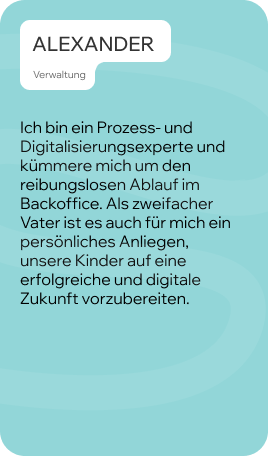 ALEXANDER
Verwaltung
Ich bin ein Prozess- und
Digitalisierungsexperte und
kümmere mich um den
reibungslosen Ablauf im
Backoffice. Als zweifacher
Vater ist es auch für mich ein
persönliches Anliegen,
unsere Kinder auf eine
erfolgreiche und digitale
Zukunft vorzubereiten.